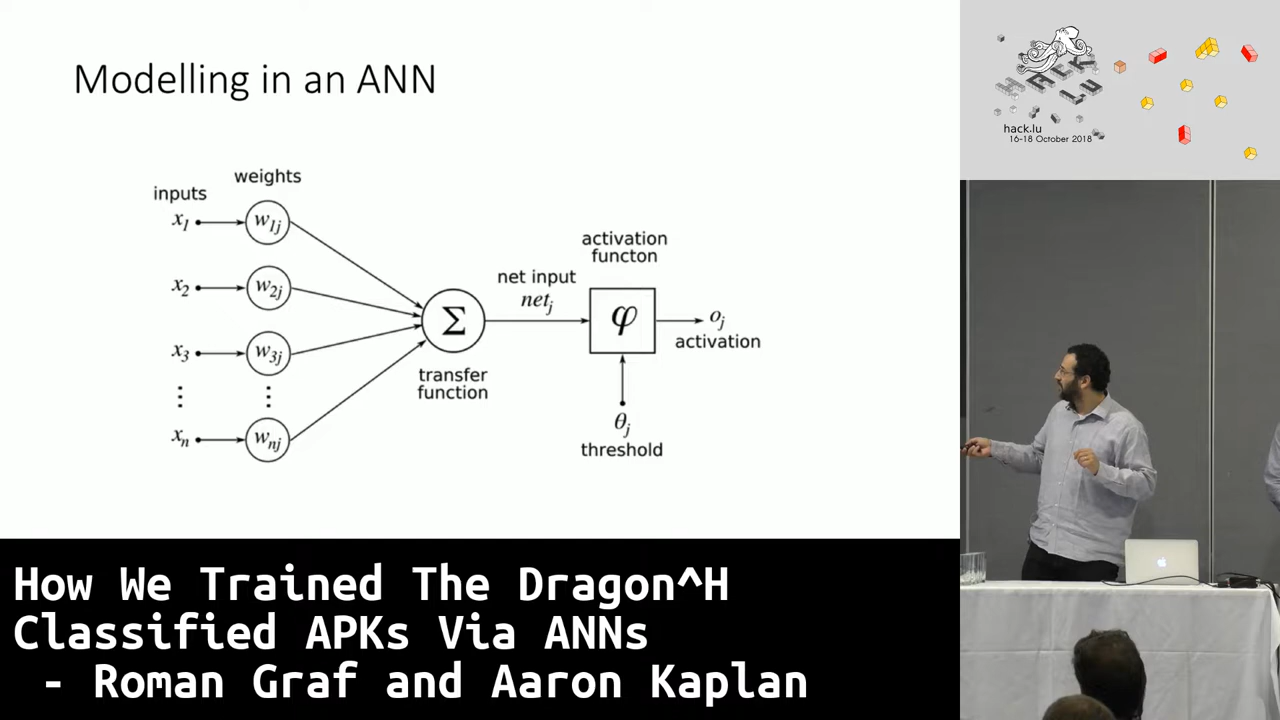 Modelling in an ANN
weights
inputs
x1
w1j
x2
w2j
x3
w3j
xn
wnj
Σ
transfer
function
net input
netj
activation
functon
φ
oj
activation
θj
threshold
HACK
LU
hack.lu
16-18 October 2018
How We Trained The Dragon^H
Classified APKs Via ANNs
- Roman Graf and Aaron Kaplan